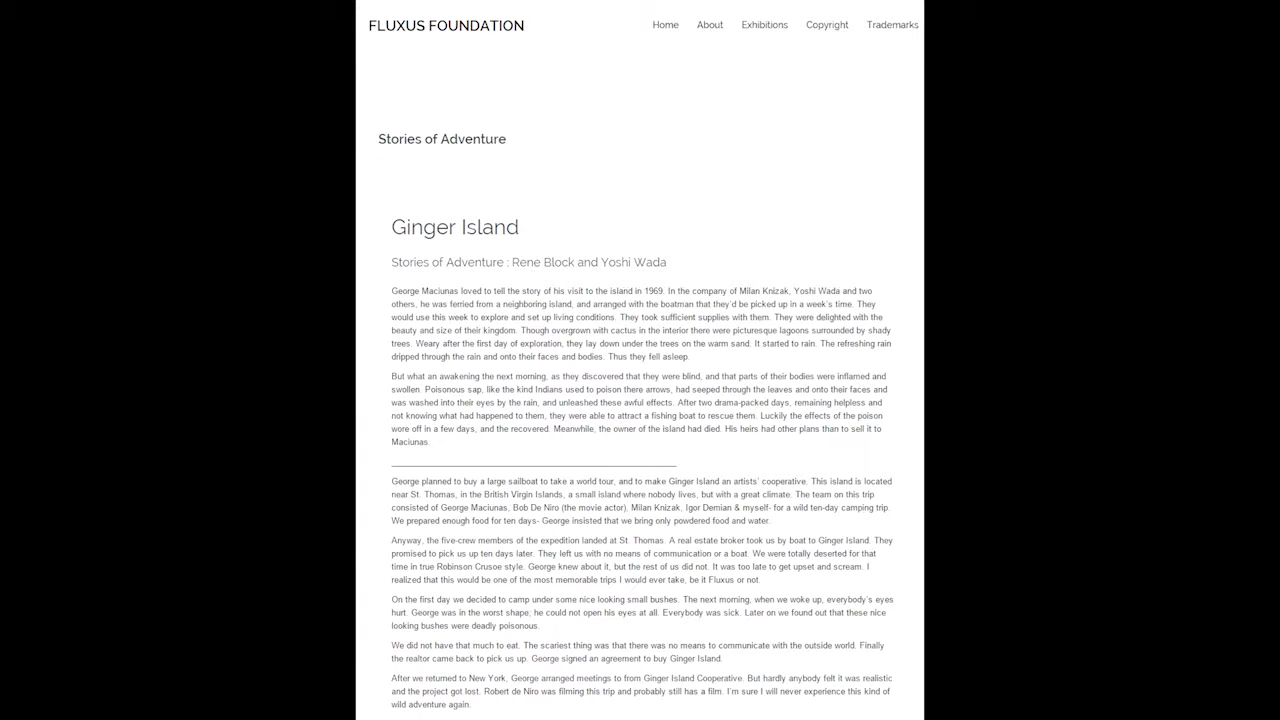 FLUXUS FOUNDATION
Home About Exhibitions Copyright Trademarks
Stories of Adventure
Ginger Island
Stories of Adventure : Rene Block and Yoshi Wada
George Maciunas loved to tell the story of his visit to the island in 1969. In the company of Milan Knizak, Yoshi Wada and two
others, he was ferried from a neighboring island, and arranged with the boatman that they'd be picked up in a week's time. They
would use this week to explore and set up living conditions. They took sufficient supplies with them. They were delighted with the
beauty and size of their kingdom. Though overgrown with cactus in the interior there were picturesque lagoons surrounded by shady
trees. Weary after the first day of exploration, they lay down under the trees on the warm sand. It started to rain. The refreshing rain
dripped through the rain and onto their faces and bodies. Thus they fell asleep.
But what an awakening the next morning, as they discovered that they were blind, and that parts of their bodies were inflamed and
swollen. Poisonous sap, like the kind Indians used to poison there arrows, had seeped through the leaves and onto their faces and
was washed into their eyes by the rain, and unleashed these awful effects. After two drama-packed days, remaining helpless and
not knowing what had happened to them, they were able to attract a fishing boat to rescue them. Luckily the effects of the poison
wore off in a few days, and the recovered. Meanwhile, the owner of the island had died. His heirs had other plans than to sell it to
Maciunas.
George planned to buy a large sailboat to take a world tour, and to make Ginger Island an artists' cooperative. This island is located
near St. Thomas, in the British Virgin Islands, a small island where nobody lives, but with a great climate. The team on this trip
consisted of George Maciunas, Bob De Niro (the movie actor), Milan Knizak, Igor Demian & myself- for a wild ten-day camping trip.
We prepared enough food for ten days- George insisted that we bring only powdered food and water.
Anyway, the five-crew members of the expedition landed at St. Thomas. A real estate broker took us by boat to Ginger Island. They
promised to pick us up ten days later. They left us with no means of communication or a boat. We were totally deserted for that
time in true Robinson Crusoe style. George knew about it, but the rest of us did not. It was too late to get upset and scream. I
realized that this would be one of the most memorable trips I would ever take, be it Fluxus or not.
On the first day we decided to camp under some nice looking small bushes. The next morning, when we woke up, everybody's eyes
hurt. George was in the worst shape; he could not open his eyes at all. Everybody was sick. Later on we found out that these nice
looking bushes were deadly poisonous.
We did not have that much to eat. The scariest thing was that there was no means to communicate with the outside world. Finally
the realtor came back to pick us up. George signed an agreement to buy Ginger Island.
After we returned to New York, George arranged meetings to from Ginger Island Cooperative. But hardly anybody felt it was realistic
and the project got lost. Robert de Niro was filming this trip and probably still has a film. I'm sure I will never experience this kind of
wild adventure again.